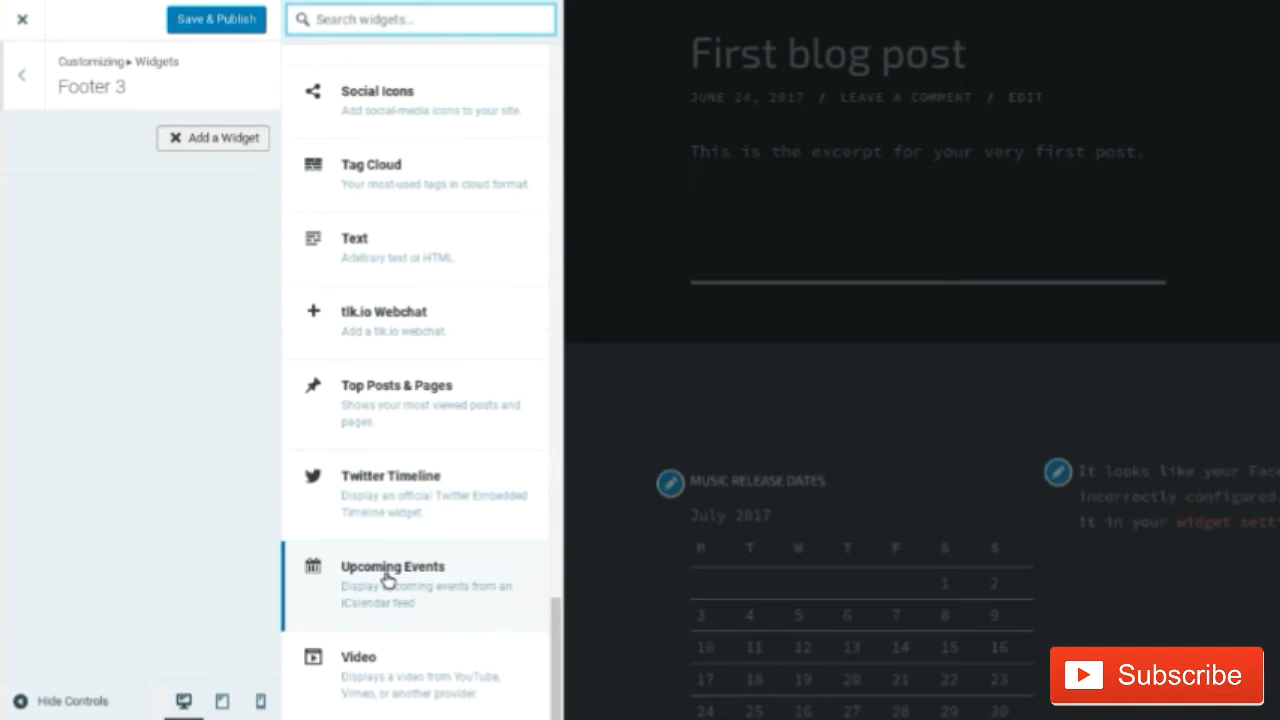 Save & Publish
Customizing ▸ Widgets
Footer 3
Add a Widget
Hide Controls
Search widgets...
Social Icons
Add social-media icons to your site.
Tag Cloud
Your most-used tags in cloud format.
Text
Arbitrary text or HTML.
tlk.io Webchat
Add a tlk.io webchat.
Top Posts & Pages
Shows your most viewed posts and
pages.
Twitter Timeline
Display an official Twitter Embedded
Timeline widget.
Upcoming Events
Display upcoming events from an
iCalendar feed
Video
Displays a video from YouTube,
Vimeo, or another provider
First blog post
JUNE 24, 2017 / LEAVE A COMMENT / EDIT
This is the excerpt for your very first post.
MUSIC RELEASE DATES
July 2017
M T W T F S S
1 2
3 4 5 6 7 8 9
10 11 12 13 14 15 16
17 18 19 20 21 22 23
24 25 26 27 28 29 30
It looks like your Fac
incorrectly configured.
it in your widget sett
Subscribe